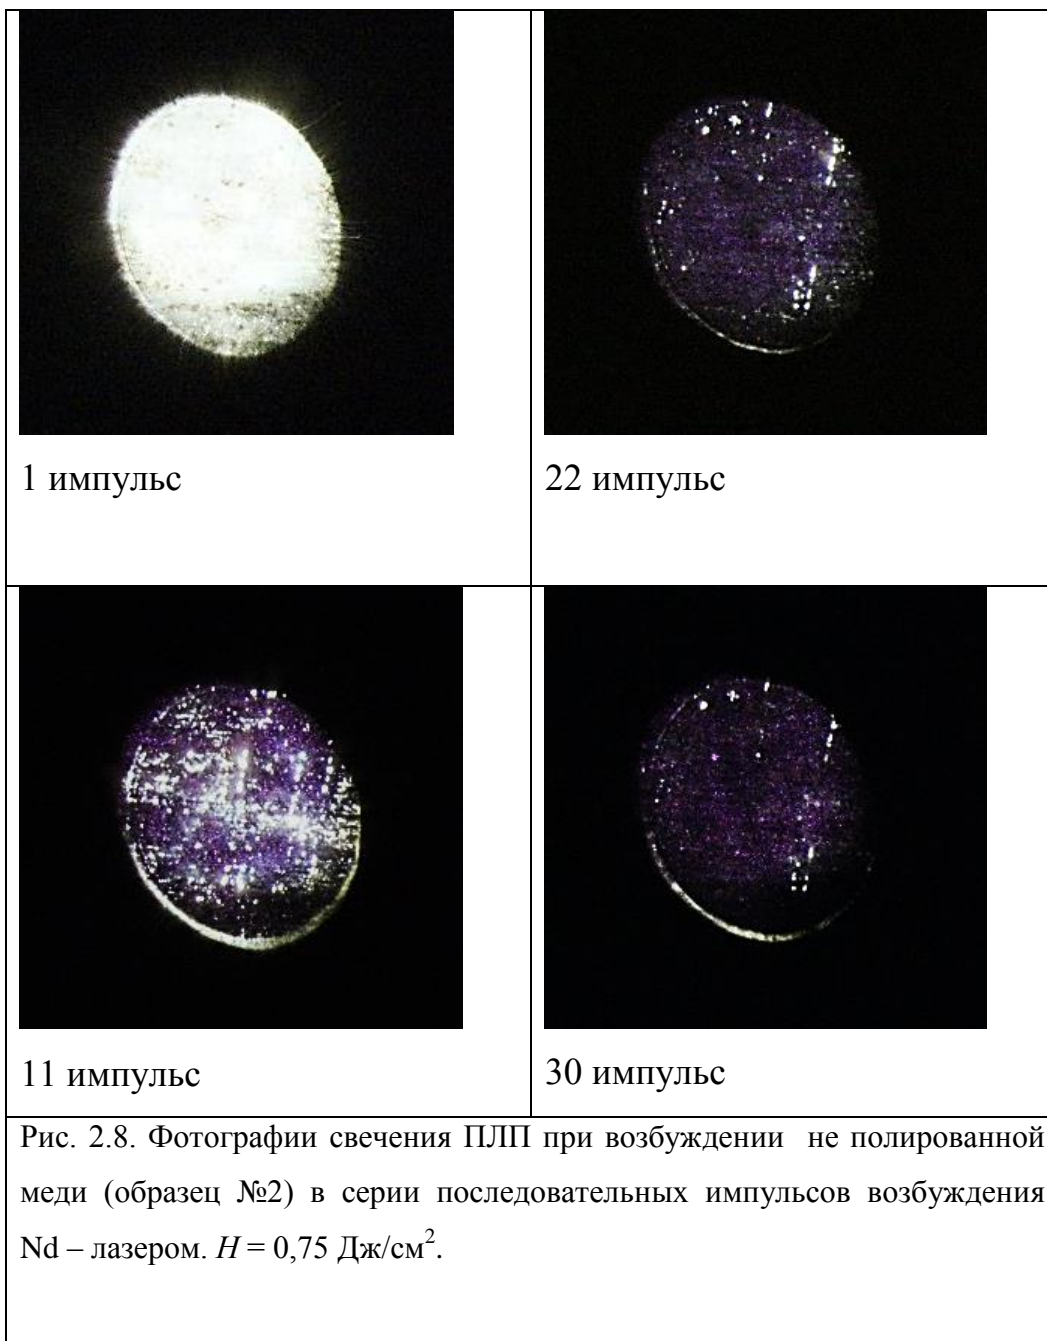 1 импульс
22 импульс
11 импульс
30 импульс
Рис. 2.8. Фотографии свечения ПЛП при возбуждении не полированной
меди (образец №2) в серии последовательных импульсов возбуждения
Nd – лазером. H = 0,75 Дж/см².